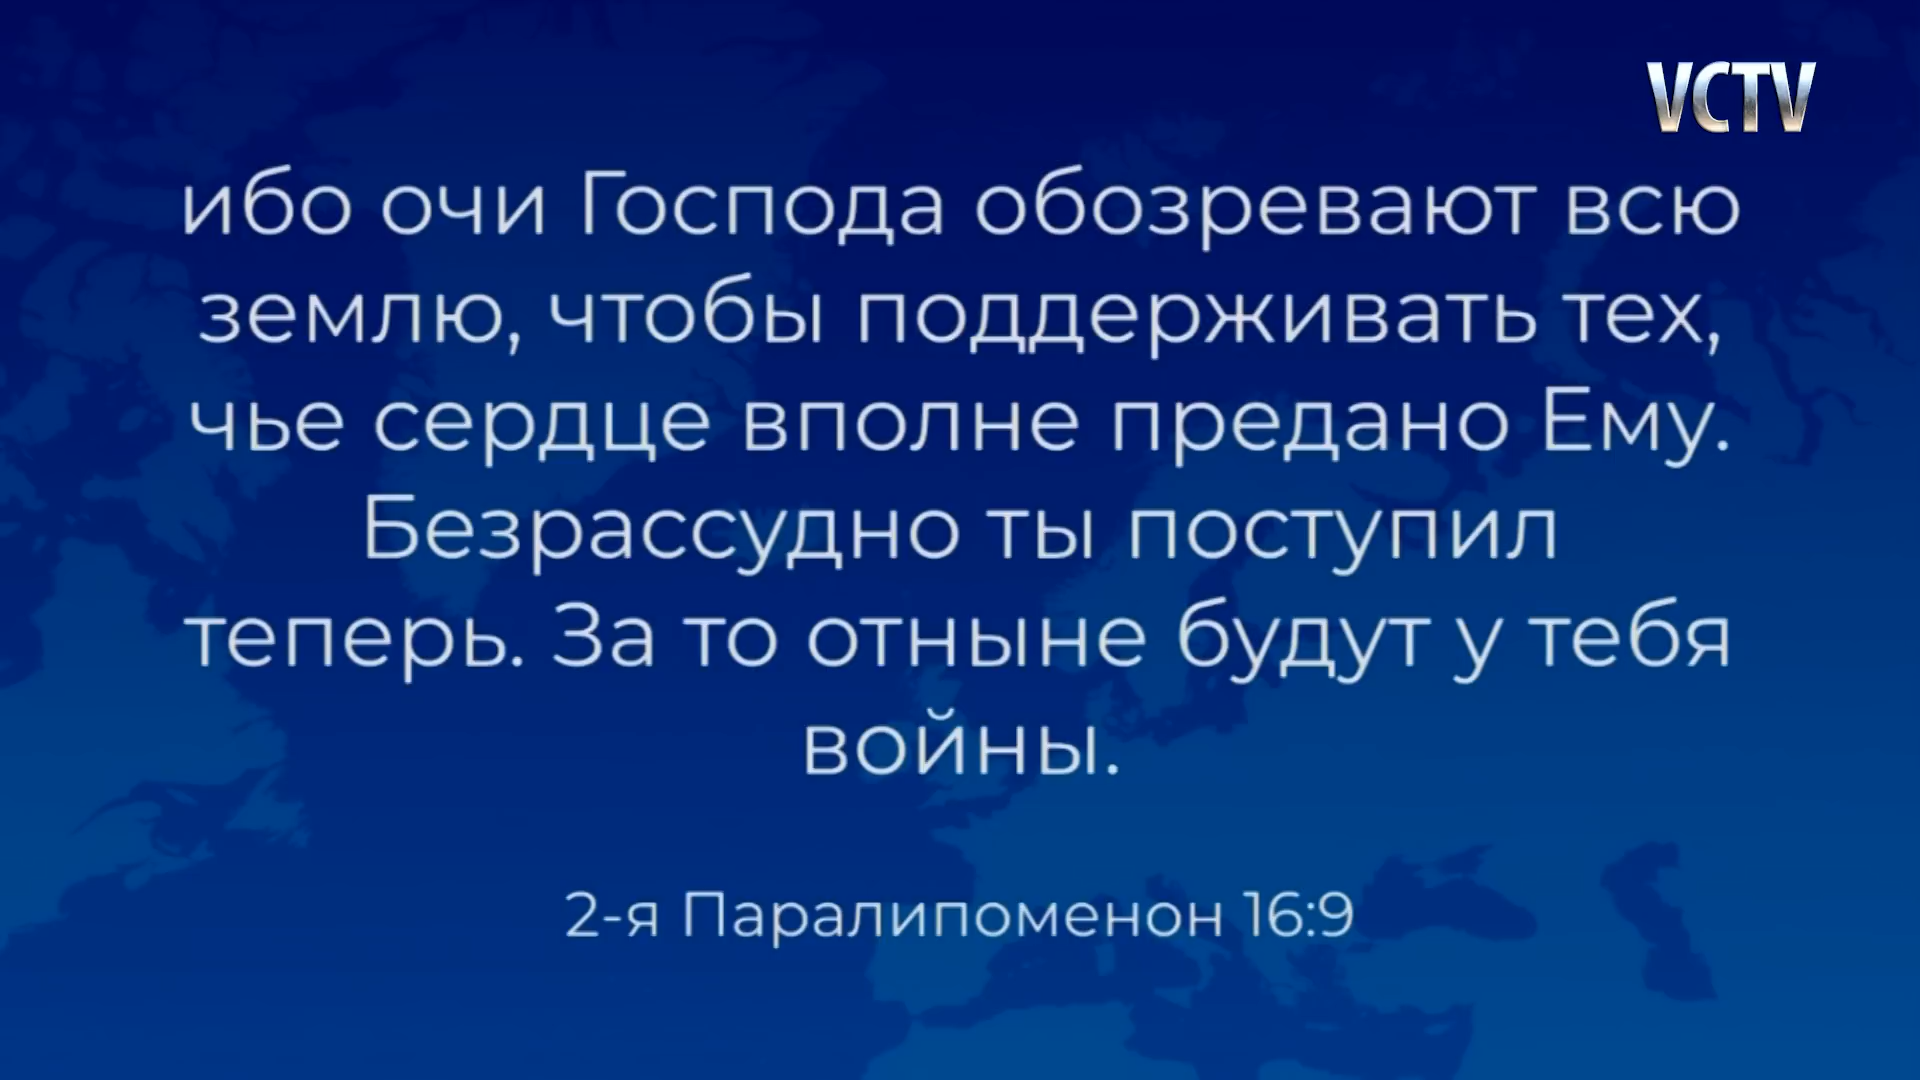 VCTV
ибо очи Господа обозревают всю
землю, чтобы поддерживать тех,
чье сердце вполне предано Ему.
Безрассудно ты поступил
теперь. За то отныне будут у тебя
войны.
2-я Паралипоменон 16:9